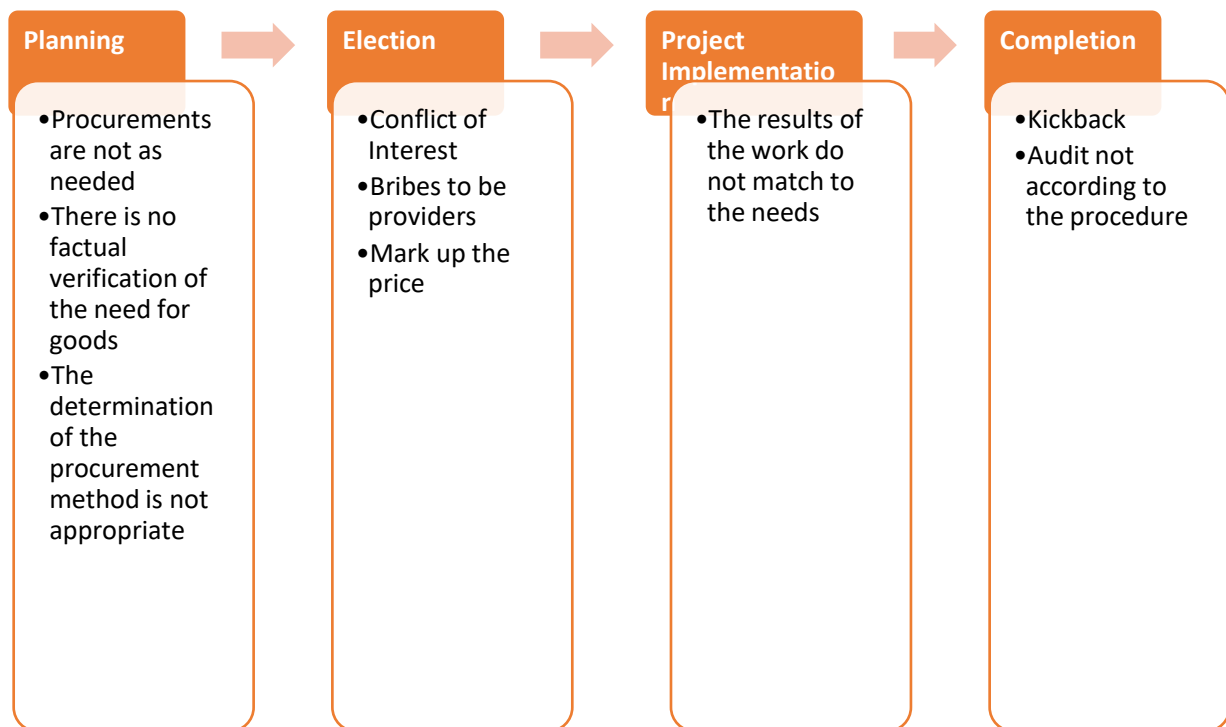 Planning
•Procurements
are not as
needed
•There is no
factual
verification of
the need for
goods
•The
determination
of the
procurement
method is not
appropriate
Election
•Conflict of
Interest
•Bribes to be
providers
•Mark up the
price
Project
Implementatio
n
•The results of
the work do
not match to
the needs
Completion
•Kickback
•Audit not
according to
the procedure